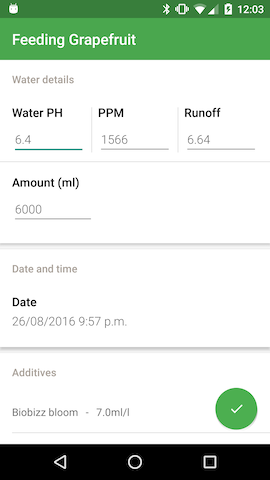 12:03
Feeding Grapefruit
Water details
Water PH PPM Runoff
6.4 1566 6.64
Amount (ml)
6000
Date and time
Date
26/08/2016 9:57 p.m.
Additives
Biobizz bloom - 7.0ml/l